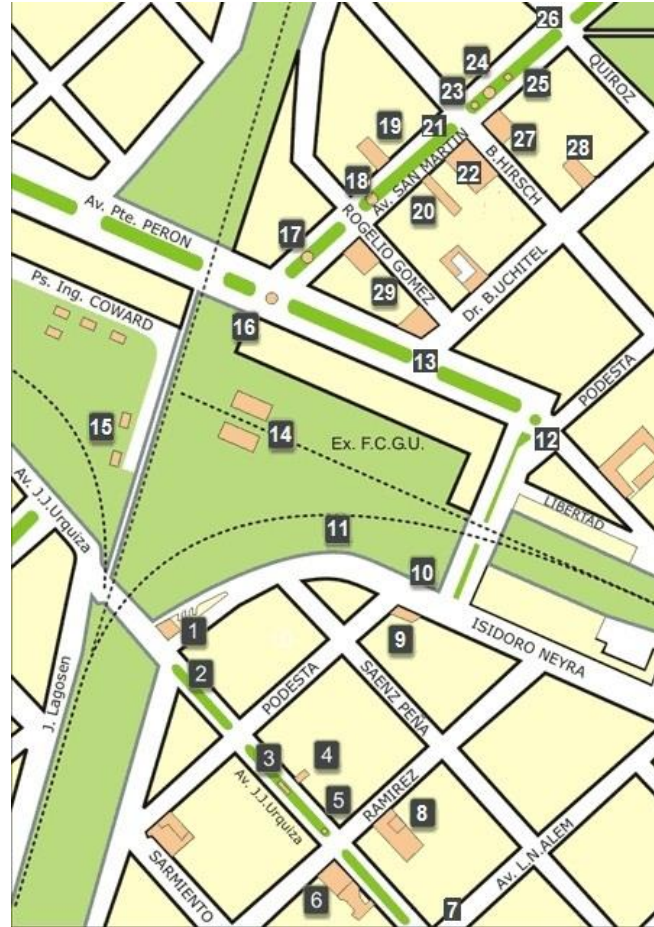 26
QUIROZ
24
23
25
21
27
19
28
Av. SAN MARTIN
B.HIRSCH
22
18
20
ROGELIO GOMEZ
Av. Pte. PERON
17
Dr. B.UCHITEL
29
Ps. Ing. COWARD
16
13
PODESTA
15
14
Ex. F.C.G.U.
12
Av. J.J.Urquiza
LIBERTAD
11
10
1
9
ISIDORO NEYRA
2
SAENZ PEÑA
J. Lagosen
PODESTA
3
4
Av. J.J.Urquiza
5
RAMIREZ
8
Av. L.N.ALEM
SARMIENTO
6
7